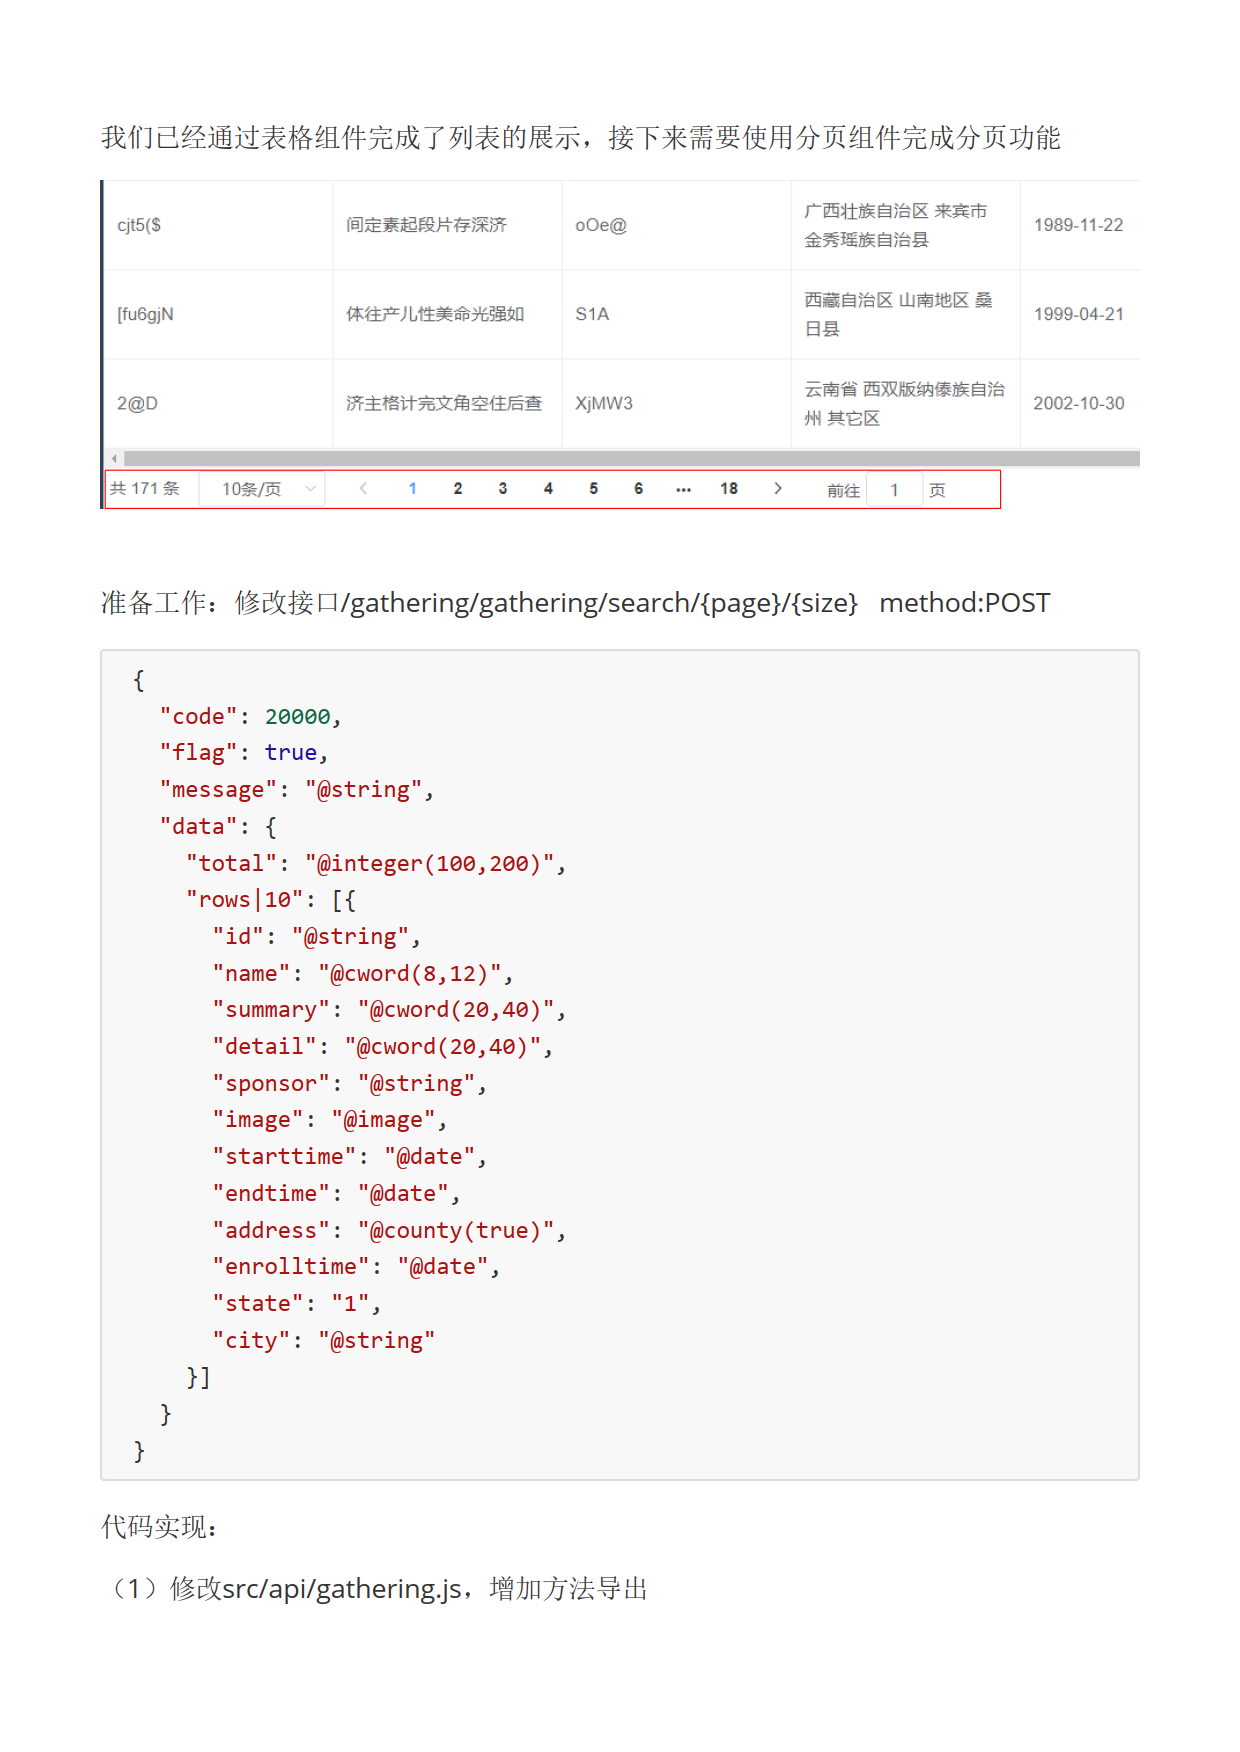 我们已经通过表格组件完成了列表的展示，接下来需要使用分页组件完成分页功能
cjt5($ 间定素起段片存深济 oOe@ 广西壮族自治区 来宾市 金秀瑶族自治县 1989-11-22
[fu6gjN 体往产儿性美命光强如 S1A 西藏自治区 山南地区 桑日县 1999-04-21
2@D 济主格计完文角空住后查 XjMW3 云南省 西双版纳傣族自治州 其它区 2002-10-30
共 171 条 10条/页 1 2 3 4 5 6 ••• 18 前往 1 页
准备工作：修改接口/gathering/gathering/search/{page}/{size} method:POST
{
"code": 20000,
"flag": true,
"message": "@string",
"data": {
"total": "@integer(100,200)",
"rows|10": [{
"id": "@string",
"name": "@cword(8,12)",
"summary": "@cword(20,40)",
"detail": "@cword(20,40)",
"sponsor": "@string",
"image": "@image",
"starttime": "@date",
"endtime": "@date",
"address": "@county(true)",
"enrolltime": "@date",
"state": "1",
"city": "@string"
}]
}
}
代码实现：
（1）修改src/api/gathering.js，增加方法导出